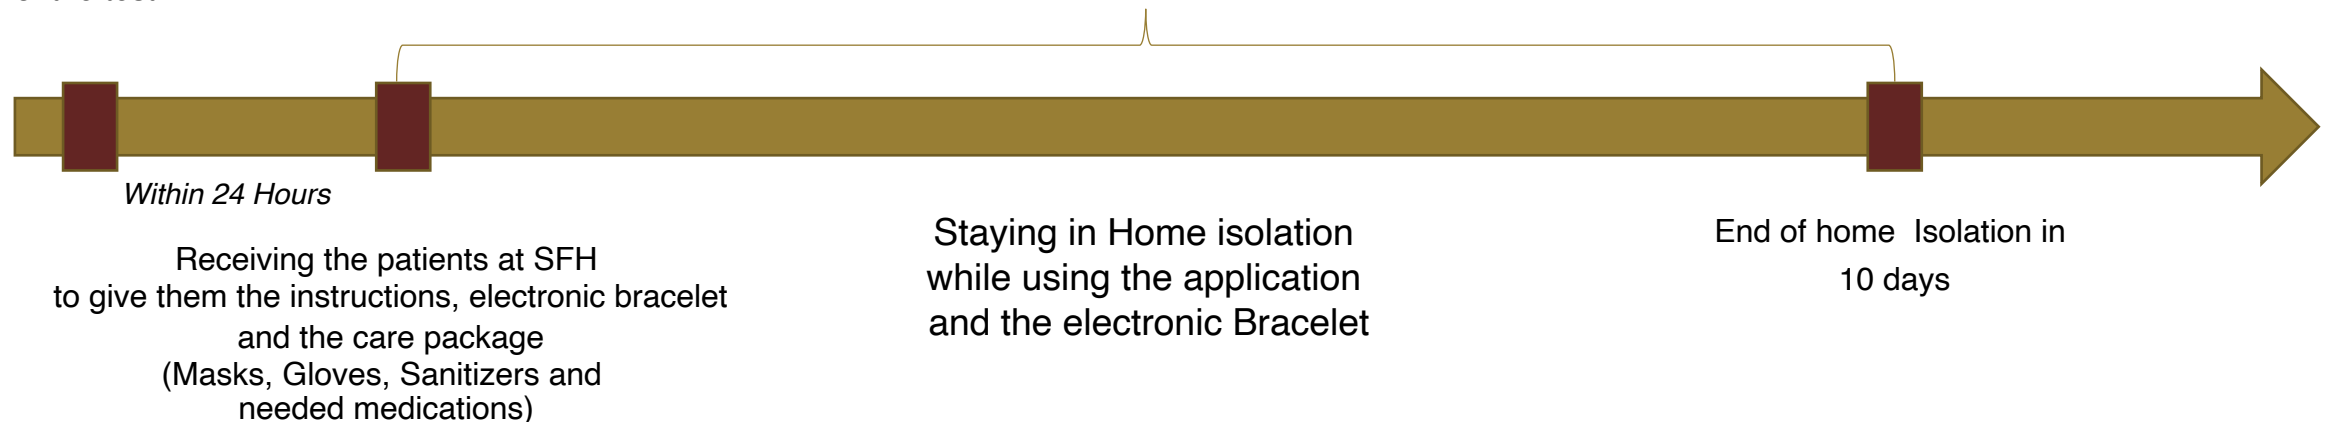 Within 24 Hours
Receiving the patients at SFH
to give them the instructions, electronic bracelet
and the care package
(Masks, Gloves, Sanitizers and
needed medications)
Staying in Home isolation
while using the application
and the electronic Bracelet
End of home  Isolation in
10 days